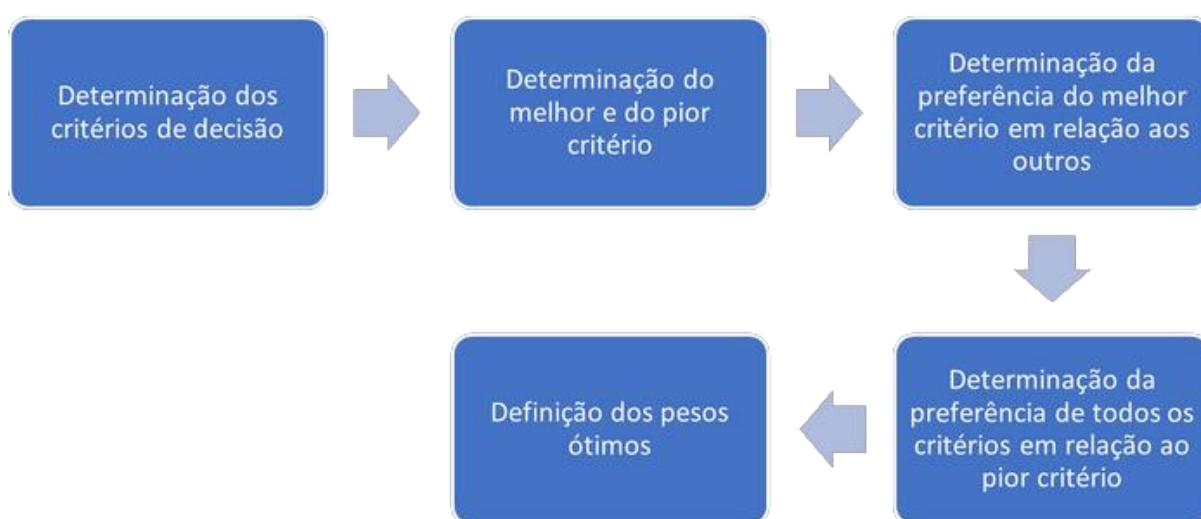 Determinação dos
critérios de decisão
Determinação do
melhor e do pior
critério
Determinação da
preferência do melhor
critério em relação aos
outros
Determinação da
preferência de todos os
critérios em relação ao
pior critério
Definição dos pesos
ótimos